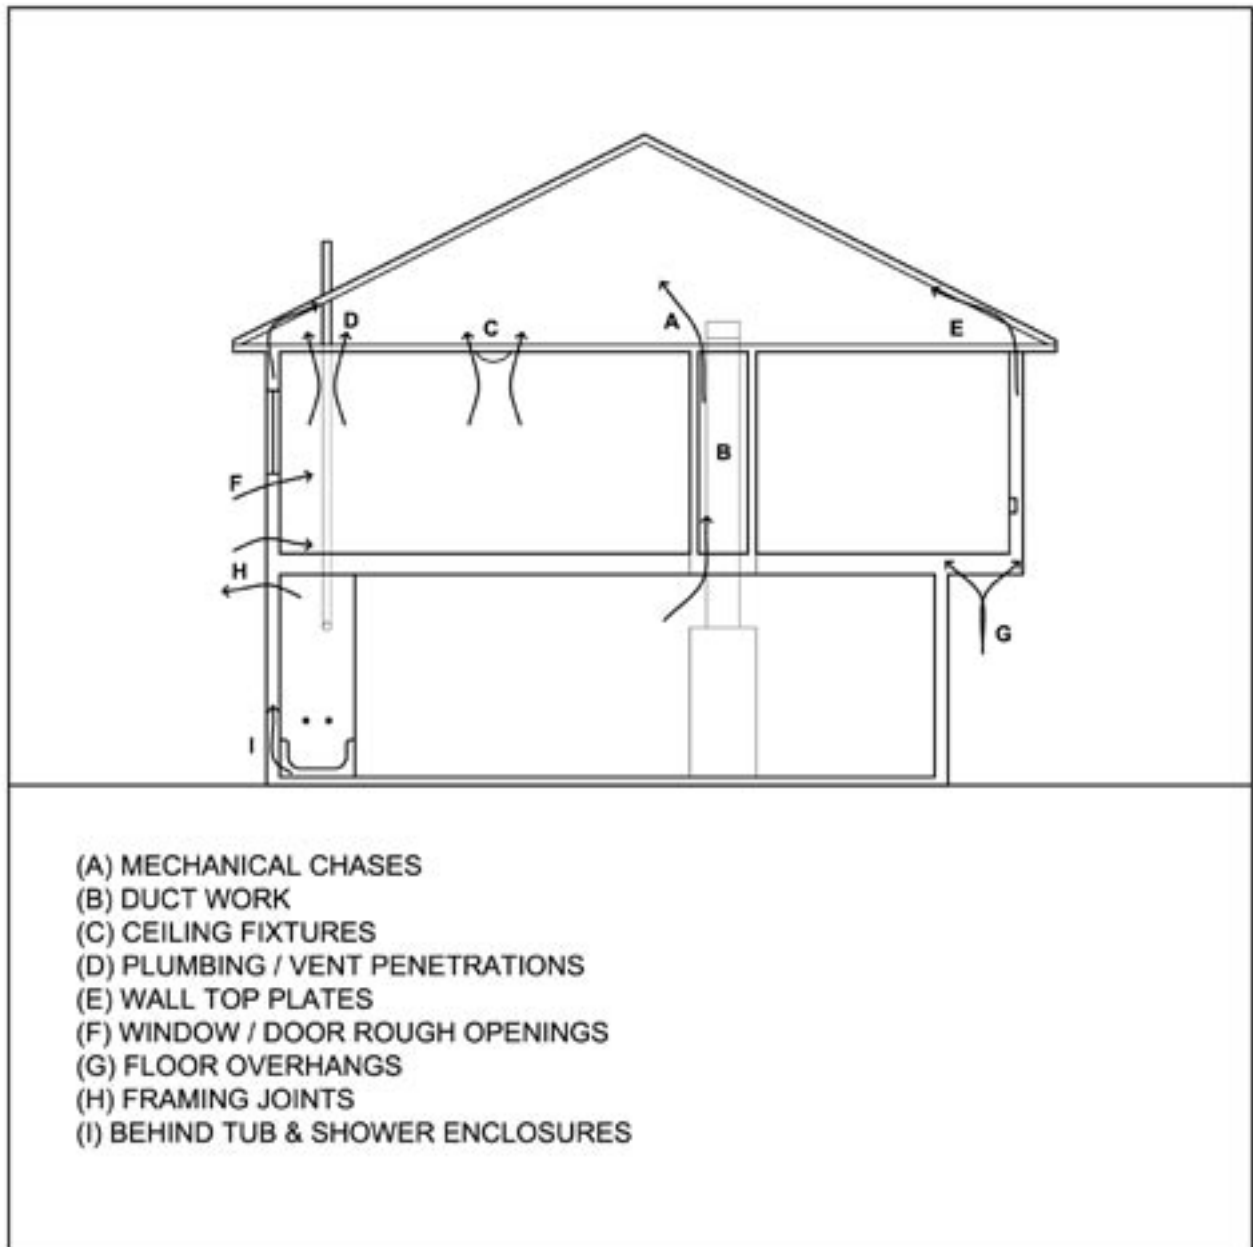 D
C
A
E
B
F
H
G
I
(A) MECHANICAL CHASES
(B) DUCT WORK
(C) CEILING FIXTURES
(D) PLUMBING / VENT PENETRATIONS
(E) WALL TOP PLATES
(F) WINDOW / DOOR ROUGH OPENINGS
(G) FLOOR OVERHANGS
(H) FRAMING JOINTS
(I) BEHIND TUB & SHOWER ENCLOSURES